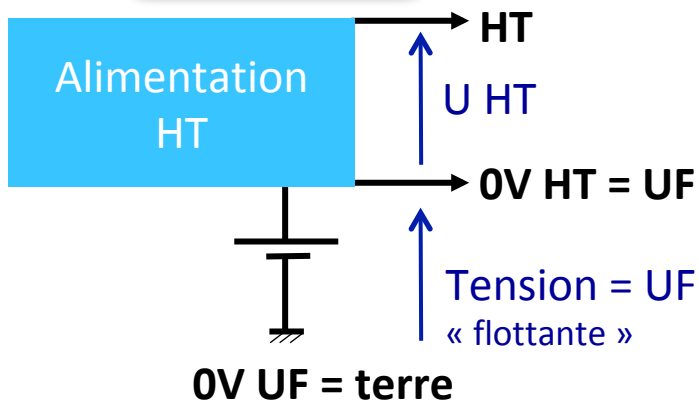 HT
Alimentation
HT
U HT
0V HT = UF
Tension = UF
« flottante »
0V UF = terre